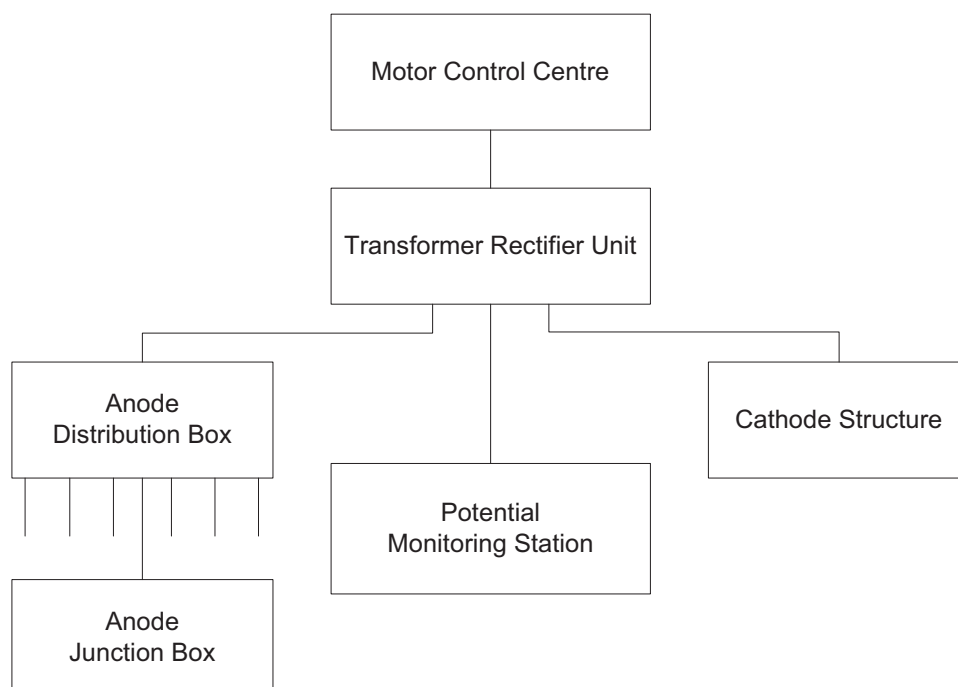 Motor Control Centre
Transformer Rectifier Unit
Anode
Distribution Box
Cathode Structure
Potential
Monitoring Station
Anode
Junction Box